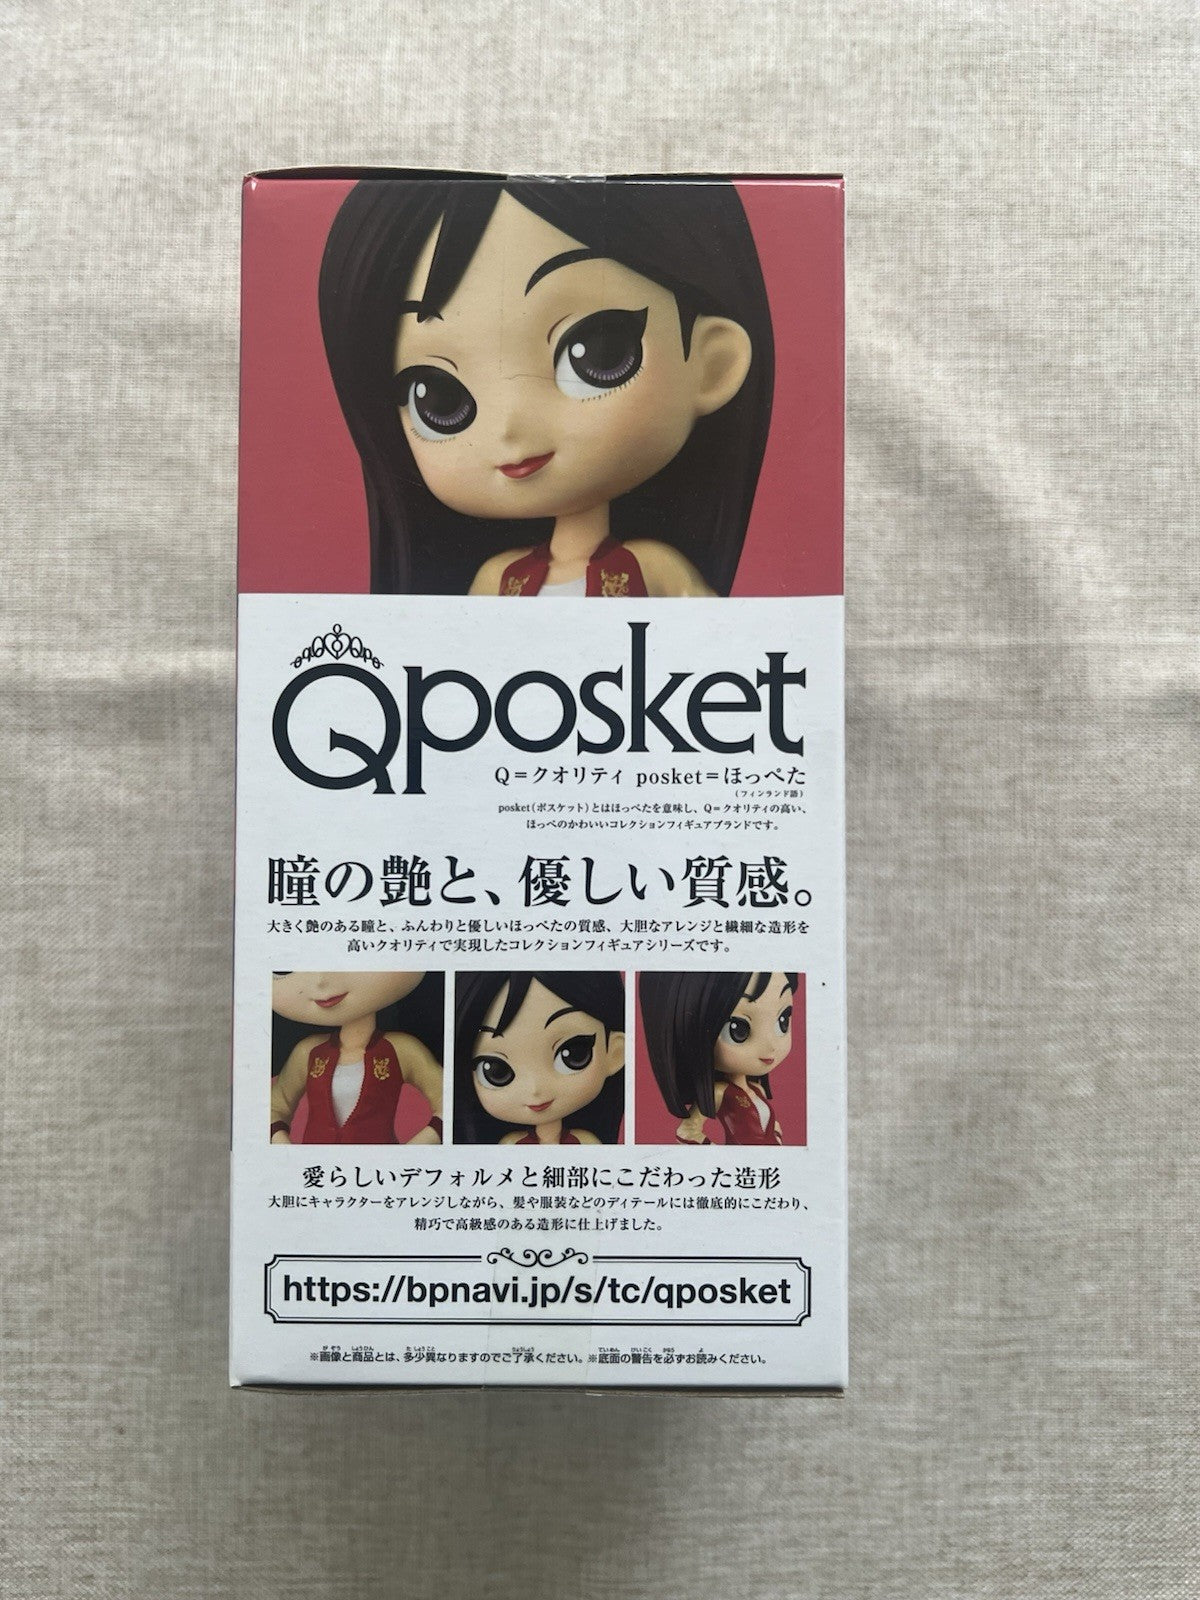 Qposket
Q=クオリティ posket=ほっぺた
(フィンランド語)
posket(ポスケット)とはほっぺたを意味し、Q=クオリティの高い、
ほっぺのかわいいコレクションフィギュアブランドです。
瞳の艶と、優しい質感。
大きく艶のある瞳と、ふんわりと優しいほっぺたの質感、大胆なアレンジと繊細な造形を
高いクオリティで実現したコレクションフィギュアシリーズです。
愛らしいデフォルメと細部にこだわった造形
大胆にキャラクターをアレンジしながら、髪や服装などのディテールには徹底的にこだわり、
精巧で高級感のある造形に仕上げました。
https://bpnavi.jp/s/tc/qposket
※画像と商品とは、多少異なりますのでご了承ください。※底面の警告を必ずお読みください。